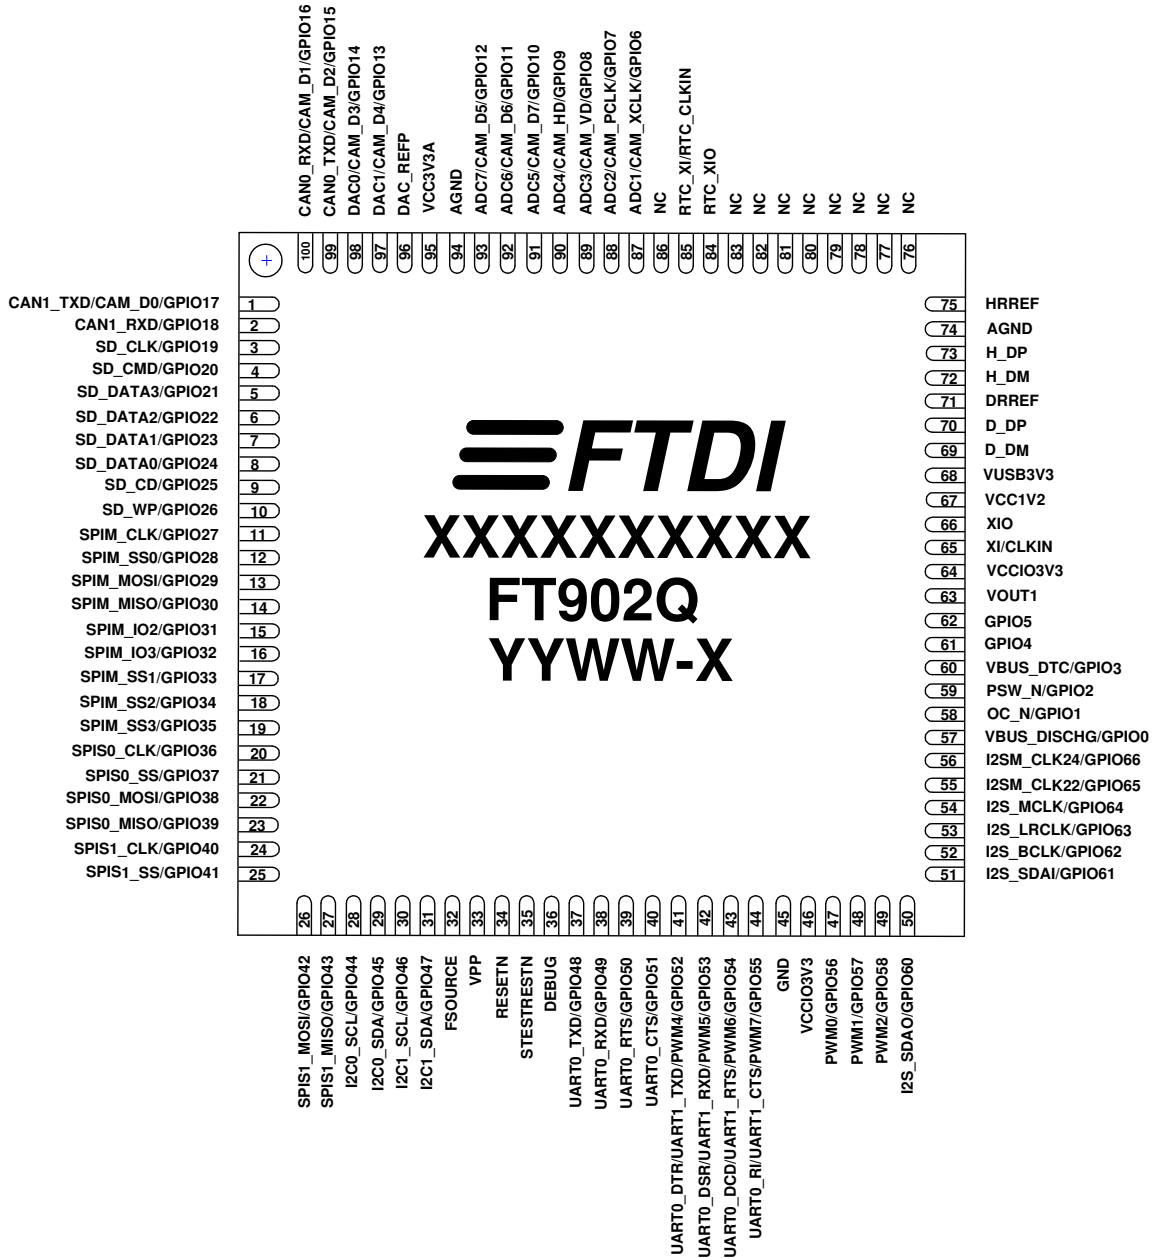 CAN0_RXD/CAM_D1/GPIO16
CAN0_TXD/CAM_D2/GPIO15
DAC0/CAM_D3/GPIO14
DAC1/CAM_D4/GPIO13
DAC_REFP
VCC3V3A
AGND
ADC7/CAM_D5/GPIO12
ADC6/CAM_D6/GPIO11
ADC5/CAM_D7/GPIO10
ADC4/CAM_HD/GPIO9
ADC3/CAM_VD/GPIO8
ADC2/CAM_PCLK/GPIO7
ADC1/CAM_XCLK/GPIO6
NC
RTC_XI/RTC_CLKIN
RTC_XIO
NC
NC
NC
NC
NC
NC
NC
NC
100
99
98
97
96
95
94
93
92
91
90
89
88
87
86
85
84
83
82
81
80
79
78
77
76
CAN1_TXD/CAM_D0/GPIO17 1
CAN1_RXD/GPIO18 2
SD_CLK/GPIO19 3
SD_CMD/GPIO20 4
SD_DATA3/GPIO21 5
SD_DATA2/GPIO22 6
SD_DATA1/GPIO23 7
SD_DATA0/GPIO24 8
SD_CD/GPIO25 9
SD_WP/GPIO26 10
SPIM_CLK/GPIO27 11
SPIM_SS0/GPIO28 12
SPIM_MOSI/GPIO29 13
SPIM_MISO/GPIO30 14
SPIM_IO2/GPIO31 15
SPIM_IO3/GPIO32 16
SPIM_SS1/GPIO33 17
SPIM_SS2/GPIO34 18
SPIM_SS3/GPIO35 19
SPIS0_CLK/GPIO36 20
SPIS0_SS/GPIO37 21
SPIS0_MOSI/GPIO38 22
SPIS0_MISO/GPIO39 23
SPIS1_CLK/GPIO40 24
SPIS1_SS/GPIO41 25
FTDI
XXXXXXXXXX
FT902Q
YYWW-X
75 HRREF
74 AGND
73 H_DP
72 H_DM
71 DRREF
70 D_DP
69 D_DM
68 VUSB3V3
67 VCC1V2
66 XIO
65 XI/CLKIN
64 VCCIO3V3
63 VOUT1
62 GPIO5
61 GPIO4
60 VBUS_DTC/GPIO3
59 PSW_N/GPIO2
58 OC_N/GPIO1
57 VBUS_DISCHG/GPIO0
56 I2SM_CLK24/GPIO66
55 I2SM_CLK22/GPIO65
54 I2S_MCLK/GPIO64
53 I2S_LRCLK/GPIO63
52 I2S_BCLK/GPIO62
51 I2S_SDAI/GPIO61
26
27
28
29
30
31
32
33
34
35
36
37
38
39
40
41
42
43
44
45
46
47
48
49
50
SPIS1_MOSI/GPIO42
SPIS1_MISO/GPIO43
I2C0_SCL/GPIO44
I2C0_SDA/GPIO45
I2C1_SCL/GPIO46
I2C1_SDA/GPIO47
FSOURCE
VPP
RESETN
STESTRESTN
DEBUG
UART0_TXD/GPIO48
UART0_RXD/GPIO49
UART0_RTS/GPIO50
UART0_CTS/GPIO51
UART0_DTR/UART1_TXD/PWM4/GPIO52
UART0_DSR/UART1_RXD/PWM5/GPIO53
UART0_DCD/UART1_RTS/PWM6/GPIO54
UART0_RI/UART1_CTS/PWM7/GPIO55
GND
VCCIO3V3
PWM0/GPIO56
PWM1/GPIO57
PWM2/GPIO58
I2S_SDAO/GPIO60